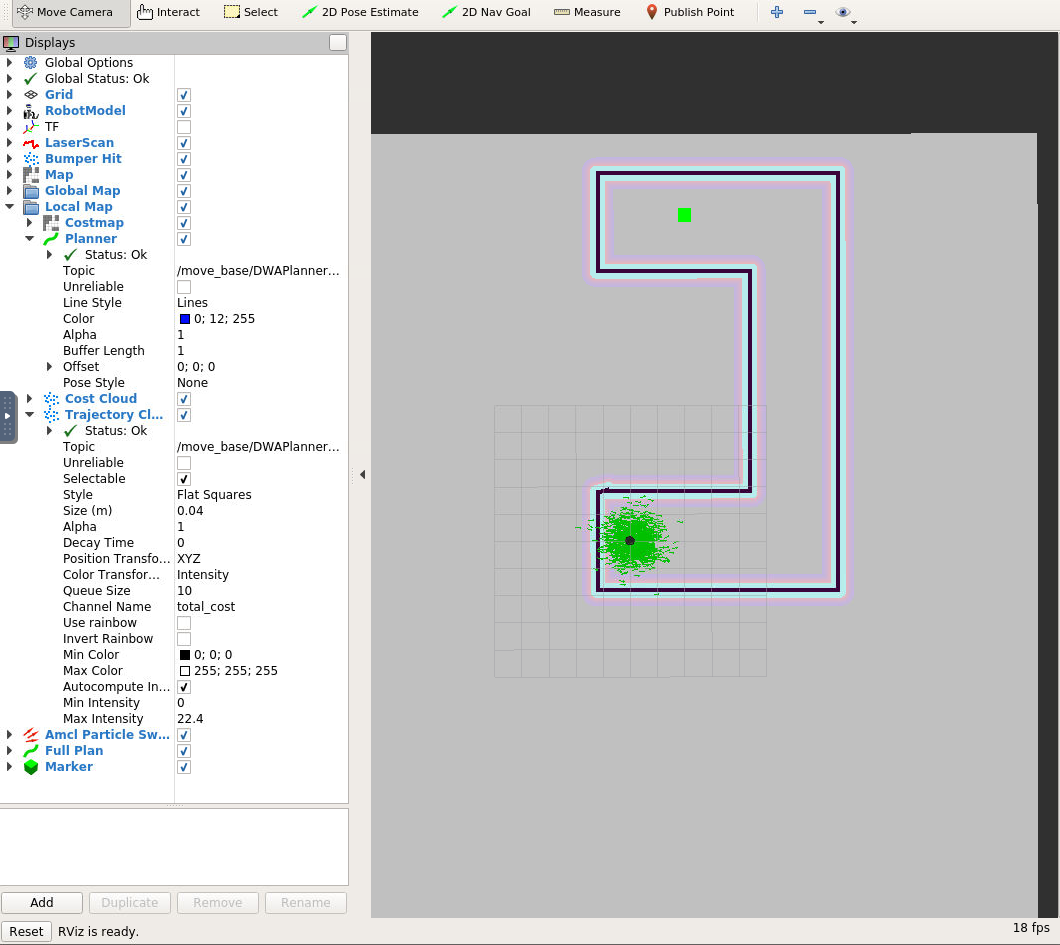 Move Camera Interact Select 2D Pose Estimate 2D Nav Goal Measure Publish Point
Displays
Global Options
Global Status: Ok
Grid
RobotModel
TF
LaserScan
Bumper Hit
Map
Global Map
Local Map
Costmap
Planner
Status: Ok
Topic /move_base/DWAPlanner...
Unreliable
Line Style Lines
Color 0; 12; 255
Alpha 1
Buffer Length 1
Offset 0; 0; 0
Pose Style None
Cost Cloud
Trajectory Cl...
Status: Ok
Topic /move_base/DWAPlanner...
Unreliable
Selectable
Style Flat Squares
Size (m) 0.04
Alpha 1
Decay Time 0
Position Transfo... XYZ
Color Transfor... Intensity
Queue Size 10
Channel Name total_cost
Use rainbow
Invert Rainbow
Min Color 0; 0; 0
Max Color 255; 255; 255
Autocompute In...
Min Intensity 0
Max Intensity 22.4
Amcl Particle Sw...
Full Plan
Marker
Add Duplicate Remove Rename
Reset RViz is ready. 18 fps